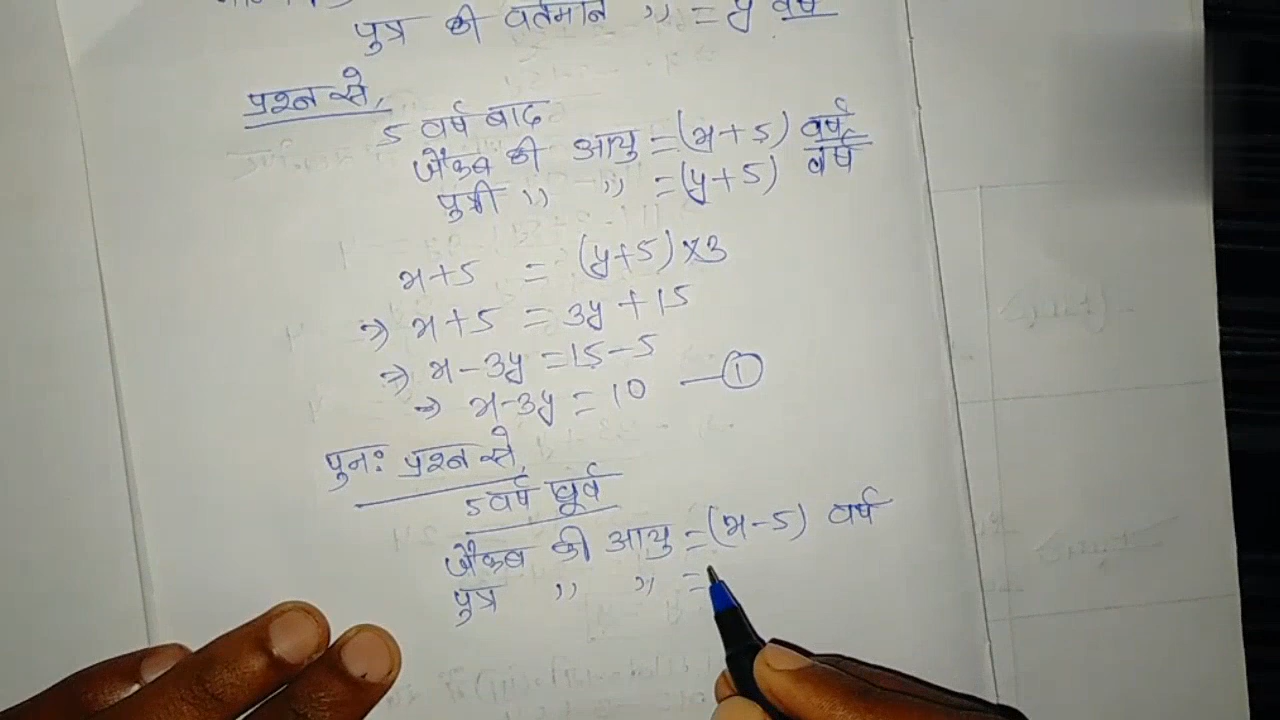 पुत्र की वर्तमान ,, = y वर्ष
प्रश्न से,
5 वर्ष बाद
जैकब की आयु = (x+5) वर्ष
पुत्री ,, ,, = (y+5) वर्ष
x+5 = (y+5)×3
⇒ x+5 = 3y+15
⇒ x-3y = 15-5
⇒ x-3y = 10 —①
पुनः प्रश्न से,
5 वर्ष पूर्व
जैकब की आयु = (x-5) वर्ष
पुत्र ,, ,, =